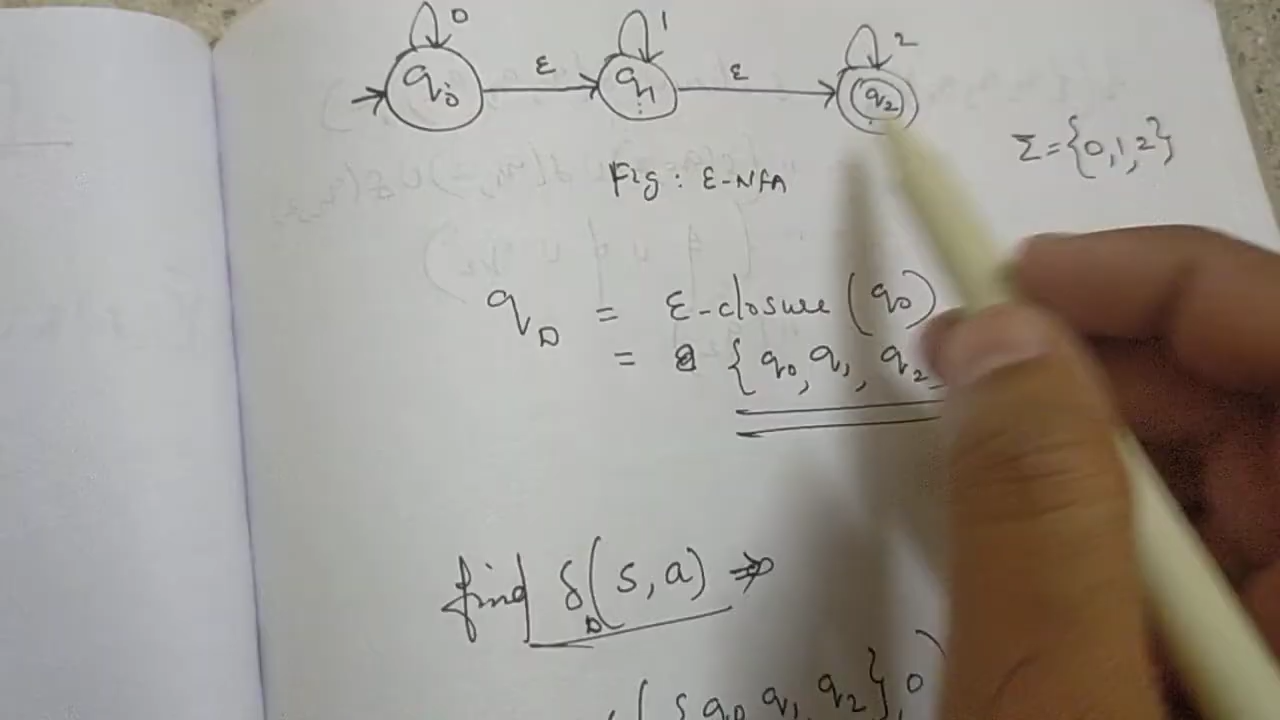 0 1 2
q0 ε q1 ε q2
Σ={0,1,2}
Fig: ε-NFA
qD = ε-closure (q0)
= {q0, q1, q2
find δD(s,a) ⇒
({q0 q1 q2},0)